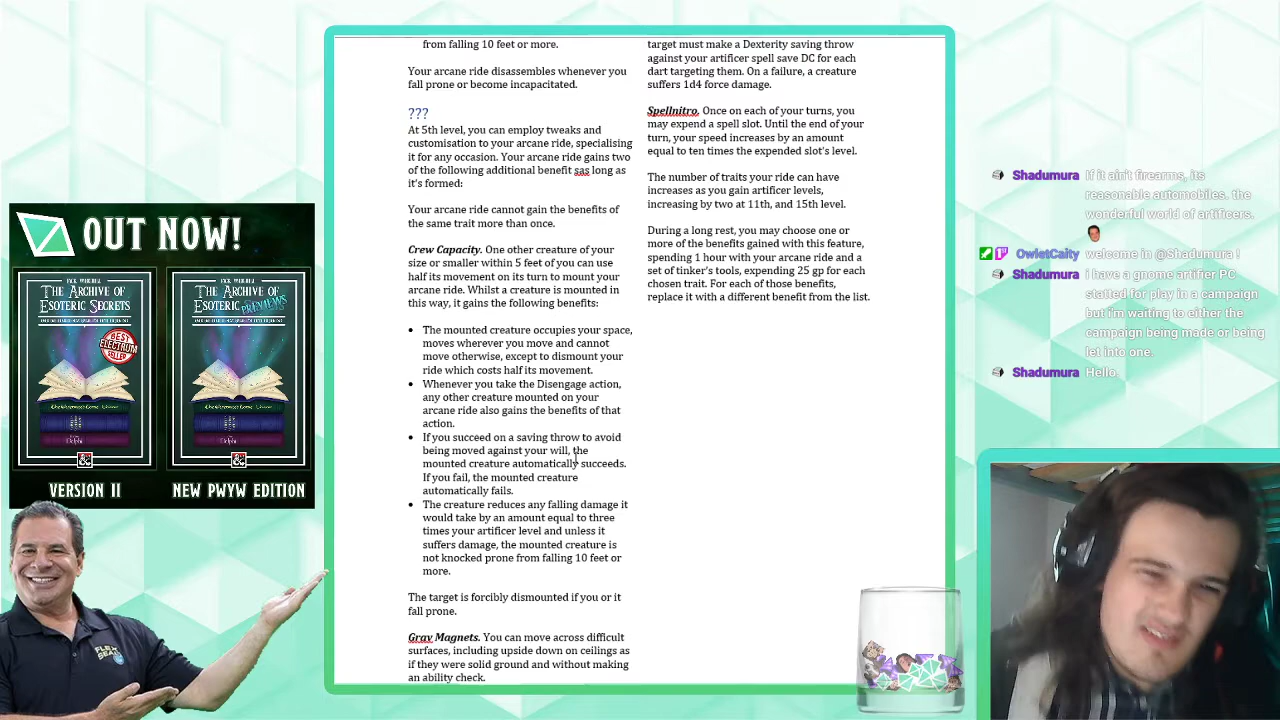 OUT NOW!
THE ARCHIVE OF
ESOTERIC SECRETS
BEST
ELECTRUM
SELLER
VERSION II
THE ARCHIVE OF
ESOTERIC PREVIEWS
NEW PWYW EDITION
FLEX
SEAL
from falling 10 feet or more.
Your arcane ride disassembles whenever you
fall prone or become incapacitated.
???
At 5th level, you can employ tweaks and
customisation to your arcane ride, specialising
it for any occasion. Your arcane ride gains two
of the following additional benefit sas long as
it's formed:
Your arcane ride cannot gain the benefits of
the same trait more than once.
Crew Capacity. One other creature of your
size or smaller within 5 feet of you can use
half its movement on its turn to mount your
arcane ride. Whilst a creature is mounted in
this way, it gains the following benefits:
• The mounted creature occupies your space,
moves wherever you move and cannot
move otherwise, except to dismount your
ride which costs half its movement.
• Whenever you take the Disengage action,
any other creature mounted on your
arcane ride also gains the benefits of that
action.
• If you succeed on a saving throw to avoid
being moved against your will, the
mounted creature automatically succeeds.
If you fail, the mounted creature
automatically fails.
• The creature reduces any falling damage it
would take by an amount equal to three
times your artificer level and unless it
suffers damage, the mounted creature is
not knocked prone from falling 10 feet or
more.
The target is forcibly dismounted if you or it
fall prone.
Grav Magnets. You can move across difficult
surfaces, including upside down on ceilings as
if they were solid ground and without making
an ability check.
target must make a Dexterity saving throw
against your artificer spell save DC for each
dart targeting them. On a failure, a creature
suffers 1d4 force damage.
Spellnitro. Once on each of your turns, you
may expend a spell slot. Until the end of your
turn, your speed increases by an amount
equal to ten times the expended slot's level.
The number of traits your ride can have
increases as you gain artificer levels,
increasing by two at 11th, and 15th level.
During a long rest, you may choose one or
more of the benefits gained with this feature,
spending 1 hour with your arcane ride and a
set of tinker's tools, expending 25 gp for each
chosen trait. For each of those benefits,
replace it with a different benefit from the list.
Shadumura If it ain't firearms, its
reasonable automobiles. the
wonderful world of artificers.
OwletCaity welcome in @Shadumura !
Shadumura i have a gnome artifier PC
statted for play in a campaign
but i'm waiting to either the
campaign being made or being
let into one.
Shadumura Hello.